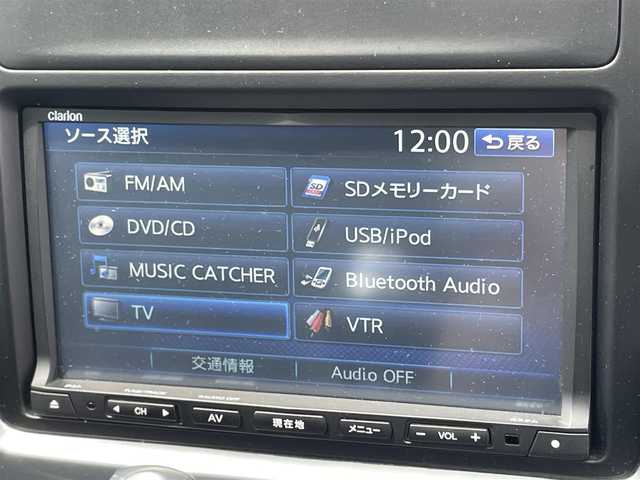 clarion
ソース選択
12:00 戻る
FM/AM
SDメモリーカード
DVD/CD
USB/iPod
MUSIC CATCHER
Bluetooth Audio
TV
VTR
交通情報
Audio OFF
CH
AV
現在地
メニュー
− VOL +